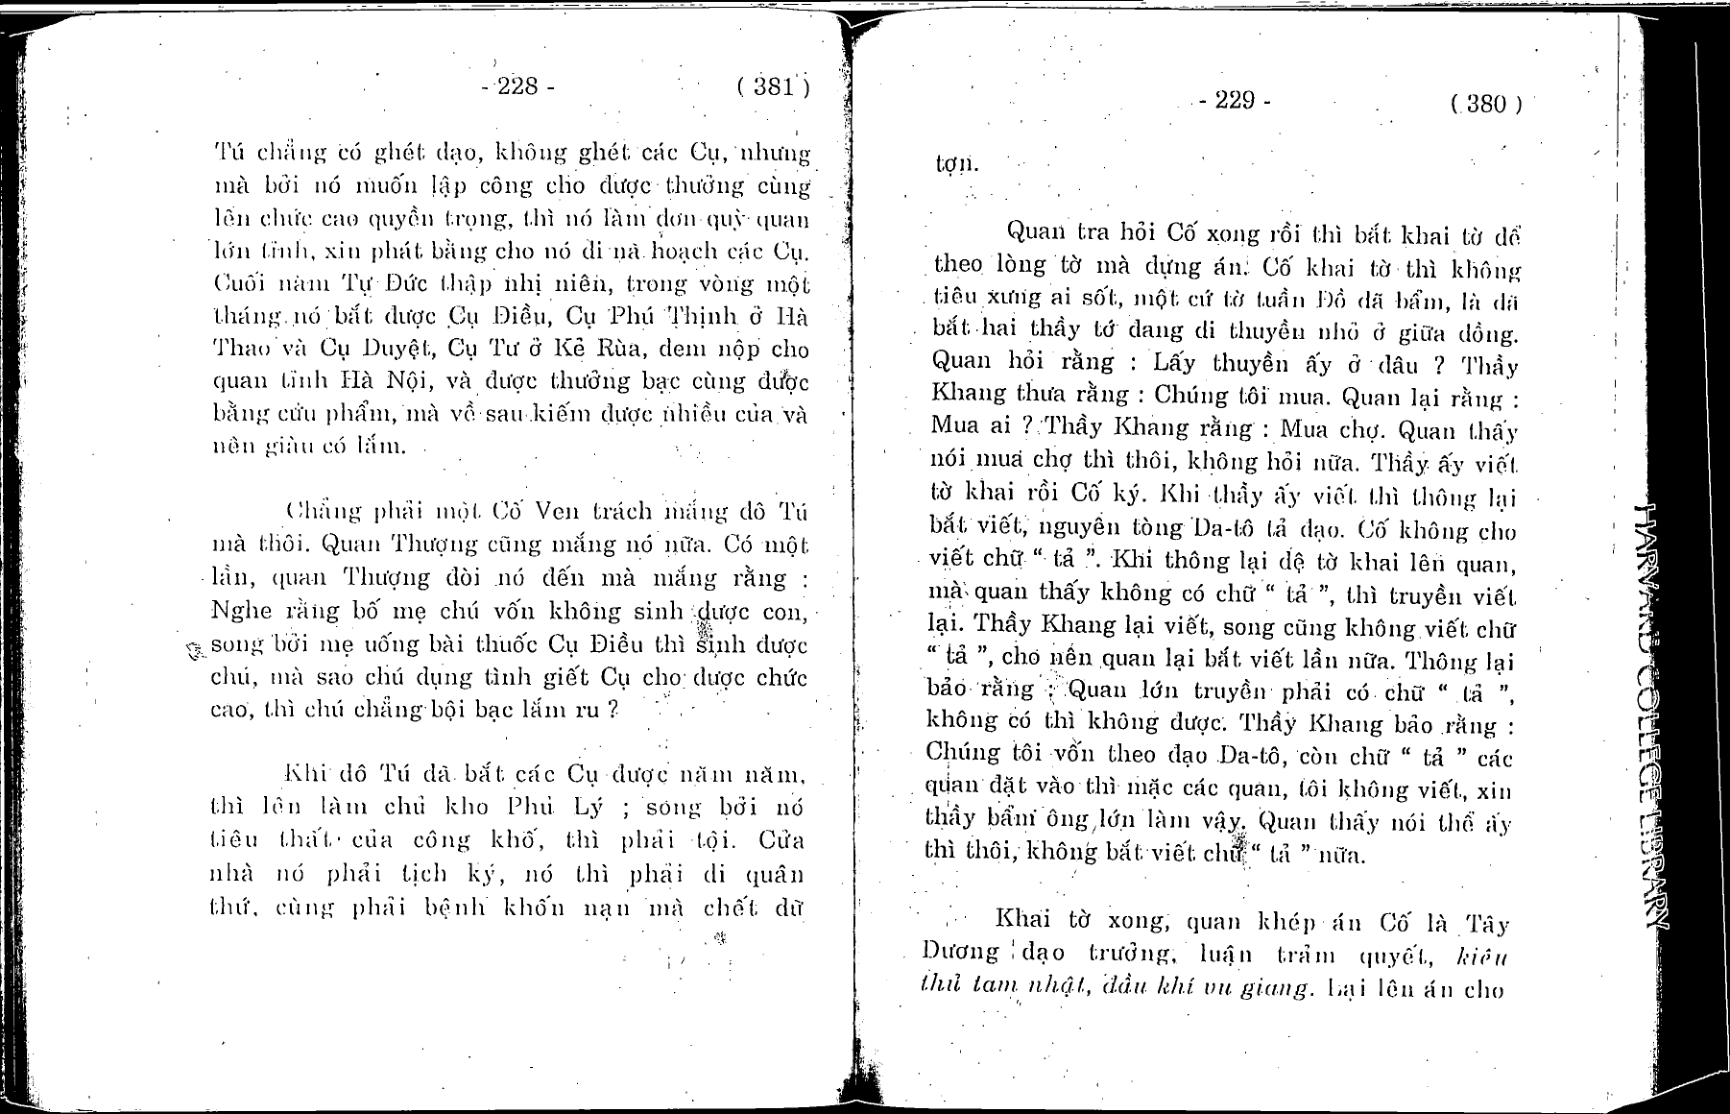 - 228 - ( 381 )
Tú chẳng có ghét đạo, không ghét các Cụ, nhưng
mà bởi nó muốn lập công cho được thưởng cùng
lên chức cao quyền trọng, thì nó làm đơn quỳ quan
lớn tỉnh, xin phát bằng cho nó đi nà hoạch các Cụ.
Cuối năm Tự Đức thập nhị niên, trong vòng một
tháng nó bắt được Cụ Điều, Cụ Phú Thịnh ở Hà
Thao và Cụ Duyệt, Cụ Tư ở Kẻ Rùa, đem nộp cho
quan tỉnh Hà Nội, và được thưởng bạc cùng được
bằng cửu phẩm, mà về sau kiếm được nhiều của và
nên giàu có lắm.
Chẳng phải một Cố Ven trách mắng đô Tú
mà thôi. Quan Thượng cũng mắng nó nữa. Có một
lần, quan Thượng đòi nó đến mà mắng rằng :
Nghe rằng bố mẹ chú vốn không sinh được con,
song bởi mẹ uống bài thuốc Cụ Điều thì sinh được
chú, mà sao chú dụng tình giết Cụ cho được chức
cao, thì chú chẳng bội bạc lắm ru ?
Khi đô Tú đã bắt các Cụ được năm năm,
thì lên làm chủ kho Phủ Lý ; song bởi nó
tiêu thất của công khố, thì phải tội. Cửa
nhà nó phải tịch ký, nó thì phải đi quân
thứ, cùng phải bệnh khốn nạn mà chết dữ
- 229 - ( 380 )
tợn.
Quan tra hỏi Cố xong rồi thì bắt khai tờ để
theo lòng tờ mà dựng án. Cố khai tờ thì không
tiêu xưng ai sốt, một cứ tờ tuần Đồ đã bẩm, là đã
bắt hai thầy tớ đang đi thuyền nhỏ ở giữa đồng.
Quan hỏi rằng : Lấy thuyền ấy ở đâu ? Thầy
Khang thưa rằng : Chúng tôi mua. Quan lại rằng :
Mua ai ? Thầy Khang rằng : Mua chợ. Quan thấy
nói mua chợ thì thôi, không hỏi nữa. Thầy ấy viết
tờ khai rồi Cố ký. Khi thầy ấy viết thì thông lại
bắt viết, nguyên tòng Da-tô tả đạo. Cố không cho
viết chữ “ tả ”. Khi thông lại đệ tờ khai lên quan,
mà quan thấy không có chữ “ tả ”, thì truyền viết
lại. Thầy Khang lại viết, song cũng không viết chữ
“ tả ”, cho nên quan lại bắt viết lần nữa. Thông lại
bảo rằng : Quan lớn truyền phải có chữ “ tả ”,
không có thì không được. Thầy Khang bảo rằng :
Chúng tôi vốn theo đạo Da-tô, còn chữ “ tả ” các
quan đặt vào thì mặc các quan, tôi không viết, xin
thầy bẩm ông lớn làm vậy. Quan thấy nói thể ấy
thì thôi, không bắt viết chữ “ tả ” nữa.
Khai tờ xong, quan khép án Cố là Tây
Dương đạo trưởng, luận trảm quyết, kiêu
thủ tam nhật, đầu khí vu giang. Lại lên án cho
HARVARD COLLEGE LIBRARY